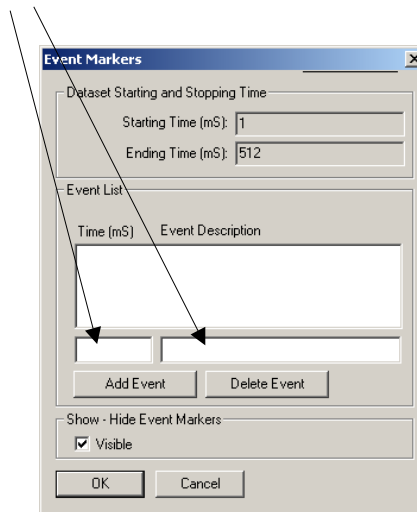 Event Markers
Dataset Starting and Stopping Time
Starting Time (mS): 1
Ending Time (mS): 512
Event List
Time (mS) Event Description
Add Event Delete Event
Show - Hide Event Markers
Visible
OK Cancel